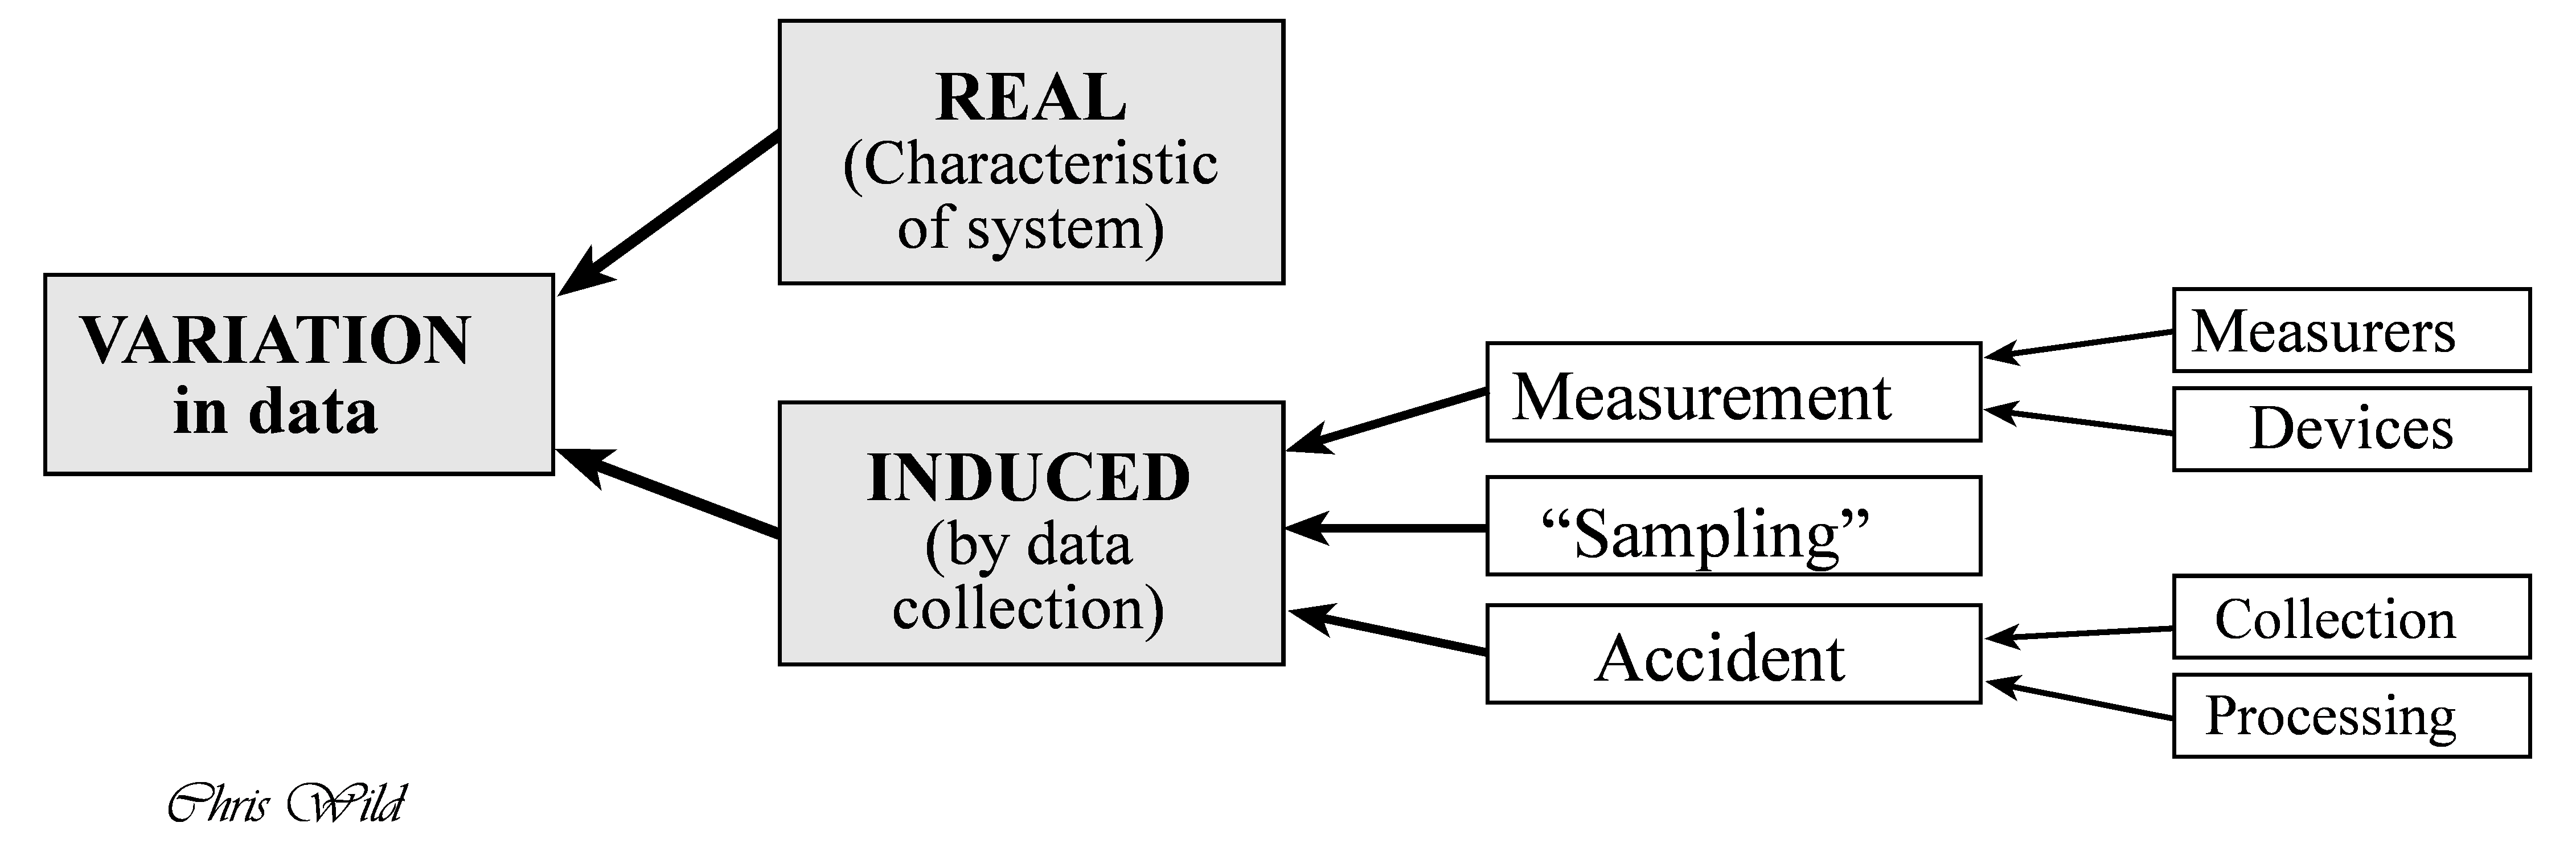 REAL
(Characteristic
of system)
VARIATION
in data
INDUCED
(by data
collection)
Measurement
“Sampling”
Accident
Measurers
Devices
Collection
Processing
Chris Wild